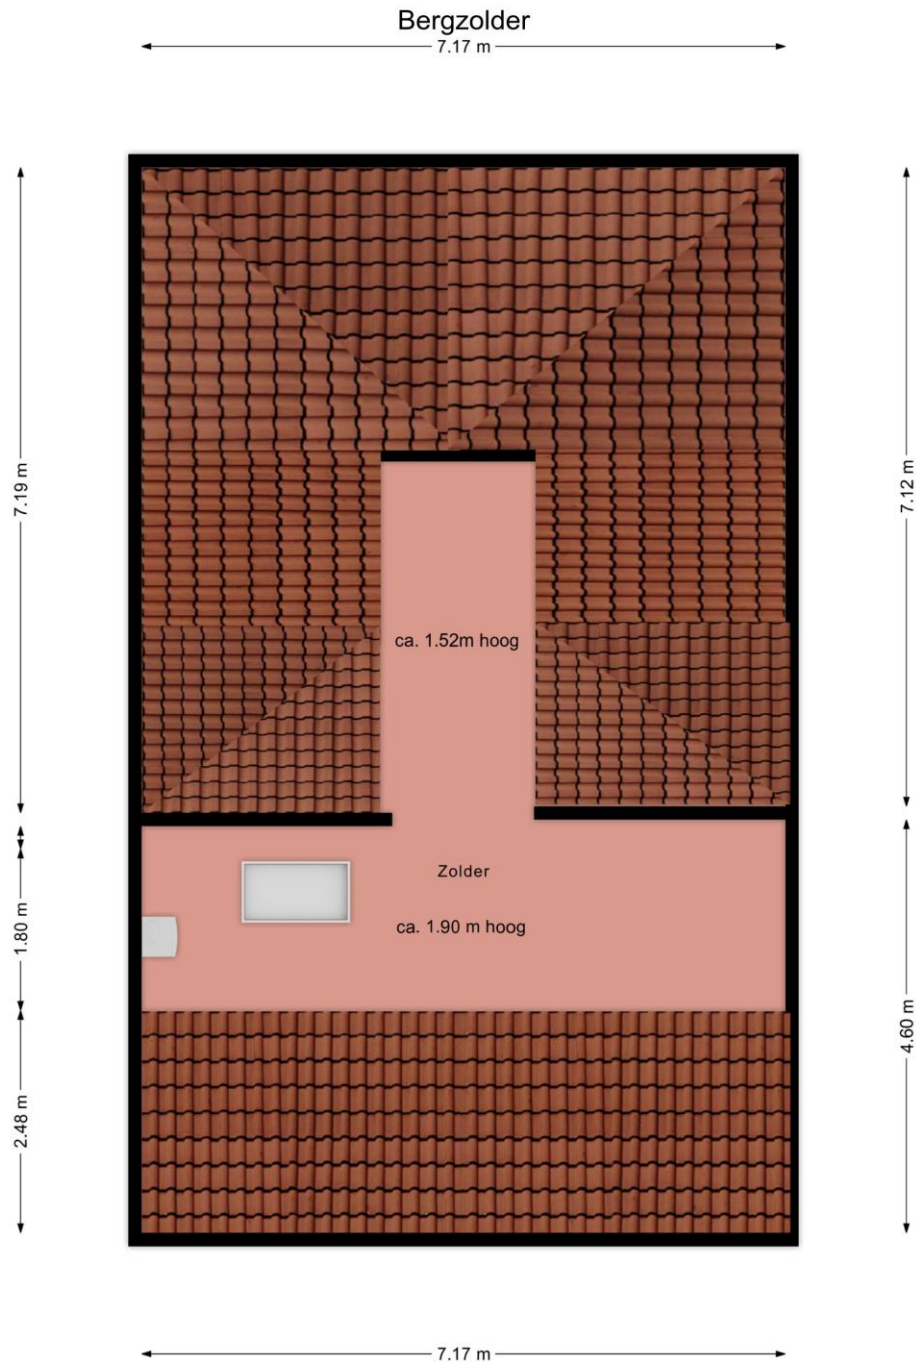 Bergzolder
7.17 m
7.19 m
7.12 m
ca. 1.52m hoog
Zolder
ca. 1.90 m hoog
1.80 m
4.60 m
2.48 m
7.17 m